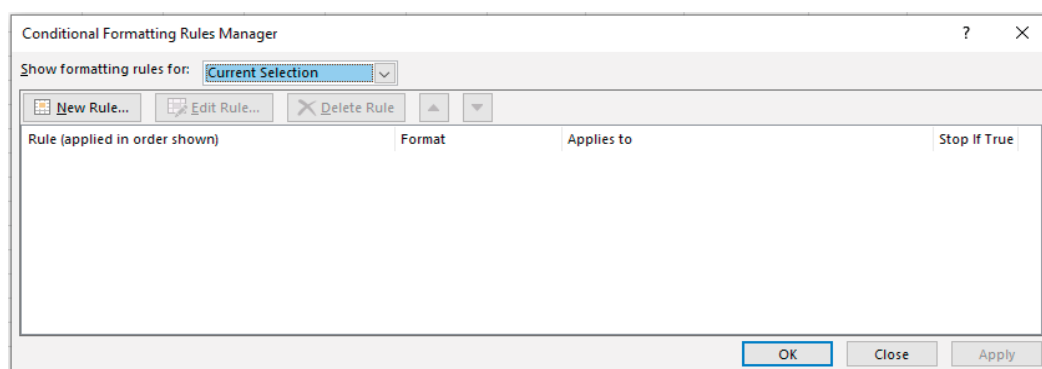 Conditional Formatting Rules Manager ?
Show formatting rules for: Current Selection
New Rule... Edit Rule... Delete Rule
Rule (applied in order shown) Format Applies to Stop If True
OK Close Apply